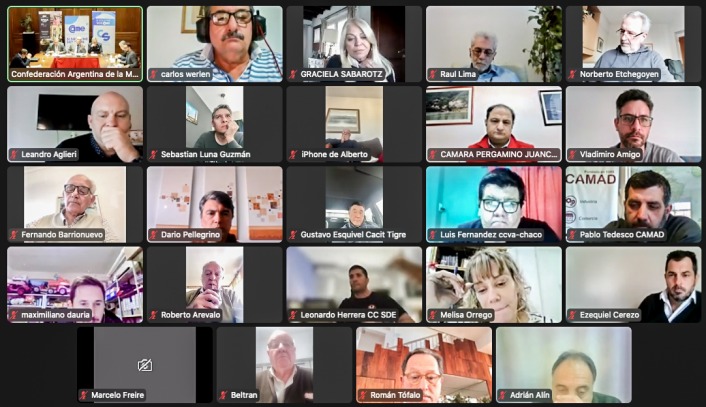 came
Confederación Argentina de la M...
carlos werlen
GRACIELA SABAROTZ
Raul Lima
Norberto Etchegoyen
Leandro Aglieri
Sebastian Luna Guzmán
iPhone de Alberto
CAMARA PERGAMINO JUANC...
Vladimiro Amigo
CAMAD
Industria
Comercio
Fernando Barrionuevo
Dario Pellegrino
Gustavo Esquivel Cacit Tigre
Luis Fernandez ccva-chaco
Pablo Tedesco CAMAD
maximiliano dauria
Roberto Arevalo
Leonardo Herrera CC SDE
Melisa Orrego
Ezequiel Cerezo
Marcelo Freire
Beltran
Román Tófalo
Adrián Alín